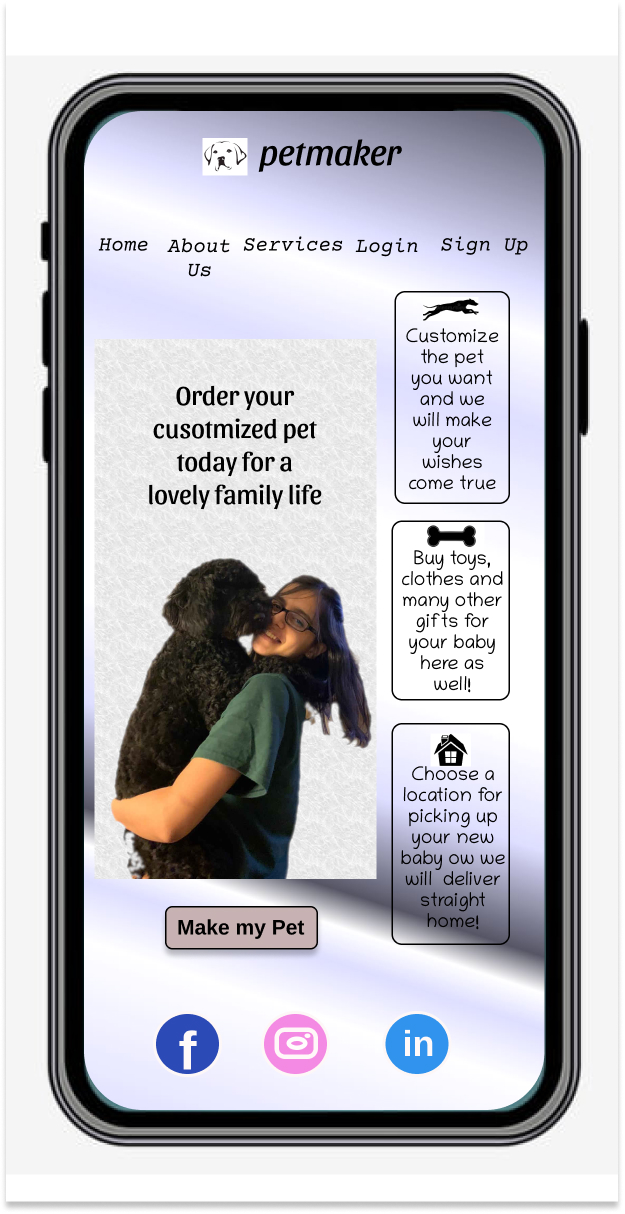 petmaker
Home About Services Login Sign Up
Us
Order your
cusotmized pet
today for a
lovely family life
Customize
the pet
you want
and we
will make
your
wishes
come true
Buy toys,
clothes and
many other
gifts for
your baby
here as
well!
Choose a
location for
picking up
your new
baby ow we
will deliver
straight
home!
Make my Pet
f
in